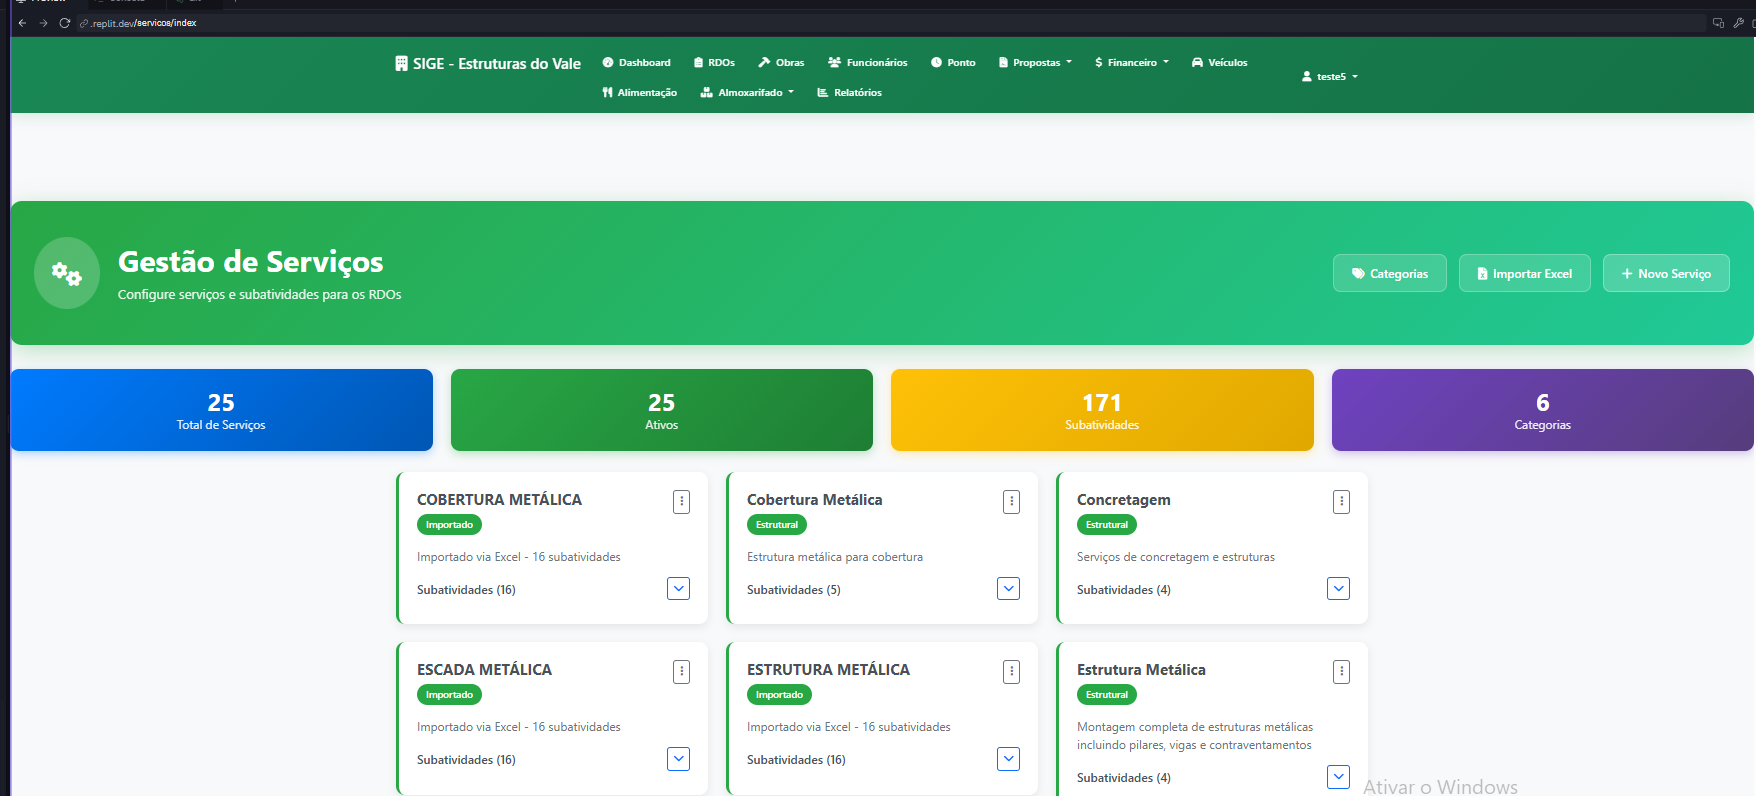 .replit.dev/servicos/index
SIGE - Estruturas do Vale
Dashboard
RDOs
Obras
Funcionários
Ponto
Propostas
Financeiro
Veículos
Alimentação
Almoxarifado
Relatórios
teste5
Gestão de Serviços
Configure serviços e subatividades para os RDOs
Categorias
Importar Excel
Novo Serviço
25
Total de Serviços
25
Ativos
171
Subatividades
6
Categorias
COBERTURA METÁLICA
Importado
Importado via Excel - 16 subatividades
Subatividades (16)
Cobertura Metálica
Estrutural
Estrutura metálica para cobertura
Subatividades (5)
Concretagem
Estrutural
Serviços de concretagem e estruturas
Subatividades (4)
ESCADA METÁLICA
Importado
Importado via Excel - 16 subatividades
Subatividades (16)
ESTRUTURA METÁLICA
Importado
Importado via Excel - 16 subatividades
Subatividades (16)
Estrutura Metálica
Estrutural
Montagem completa de estruturas metálicas
incluindo pilares, vigas e contraventamentos
Subatividades (4)
Ativar o Windows